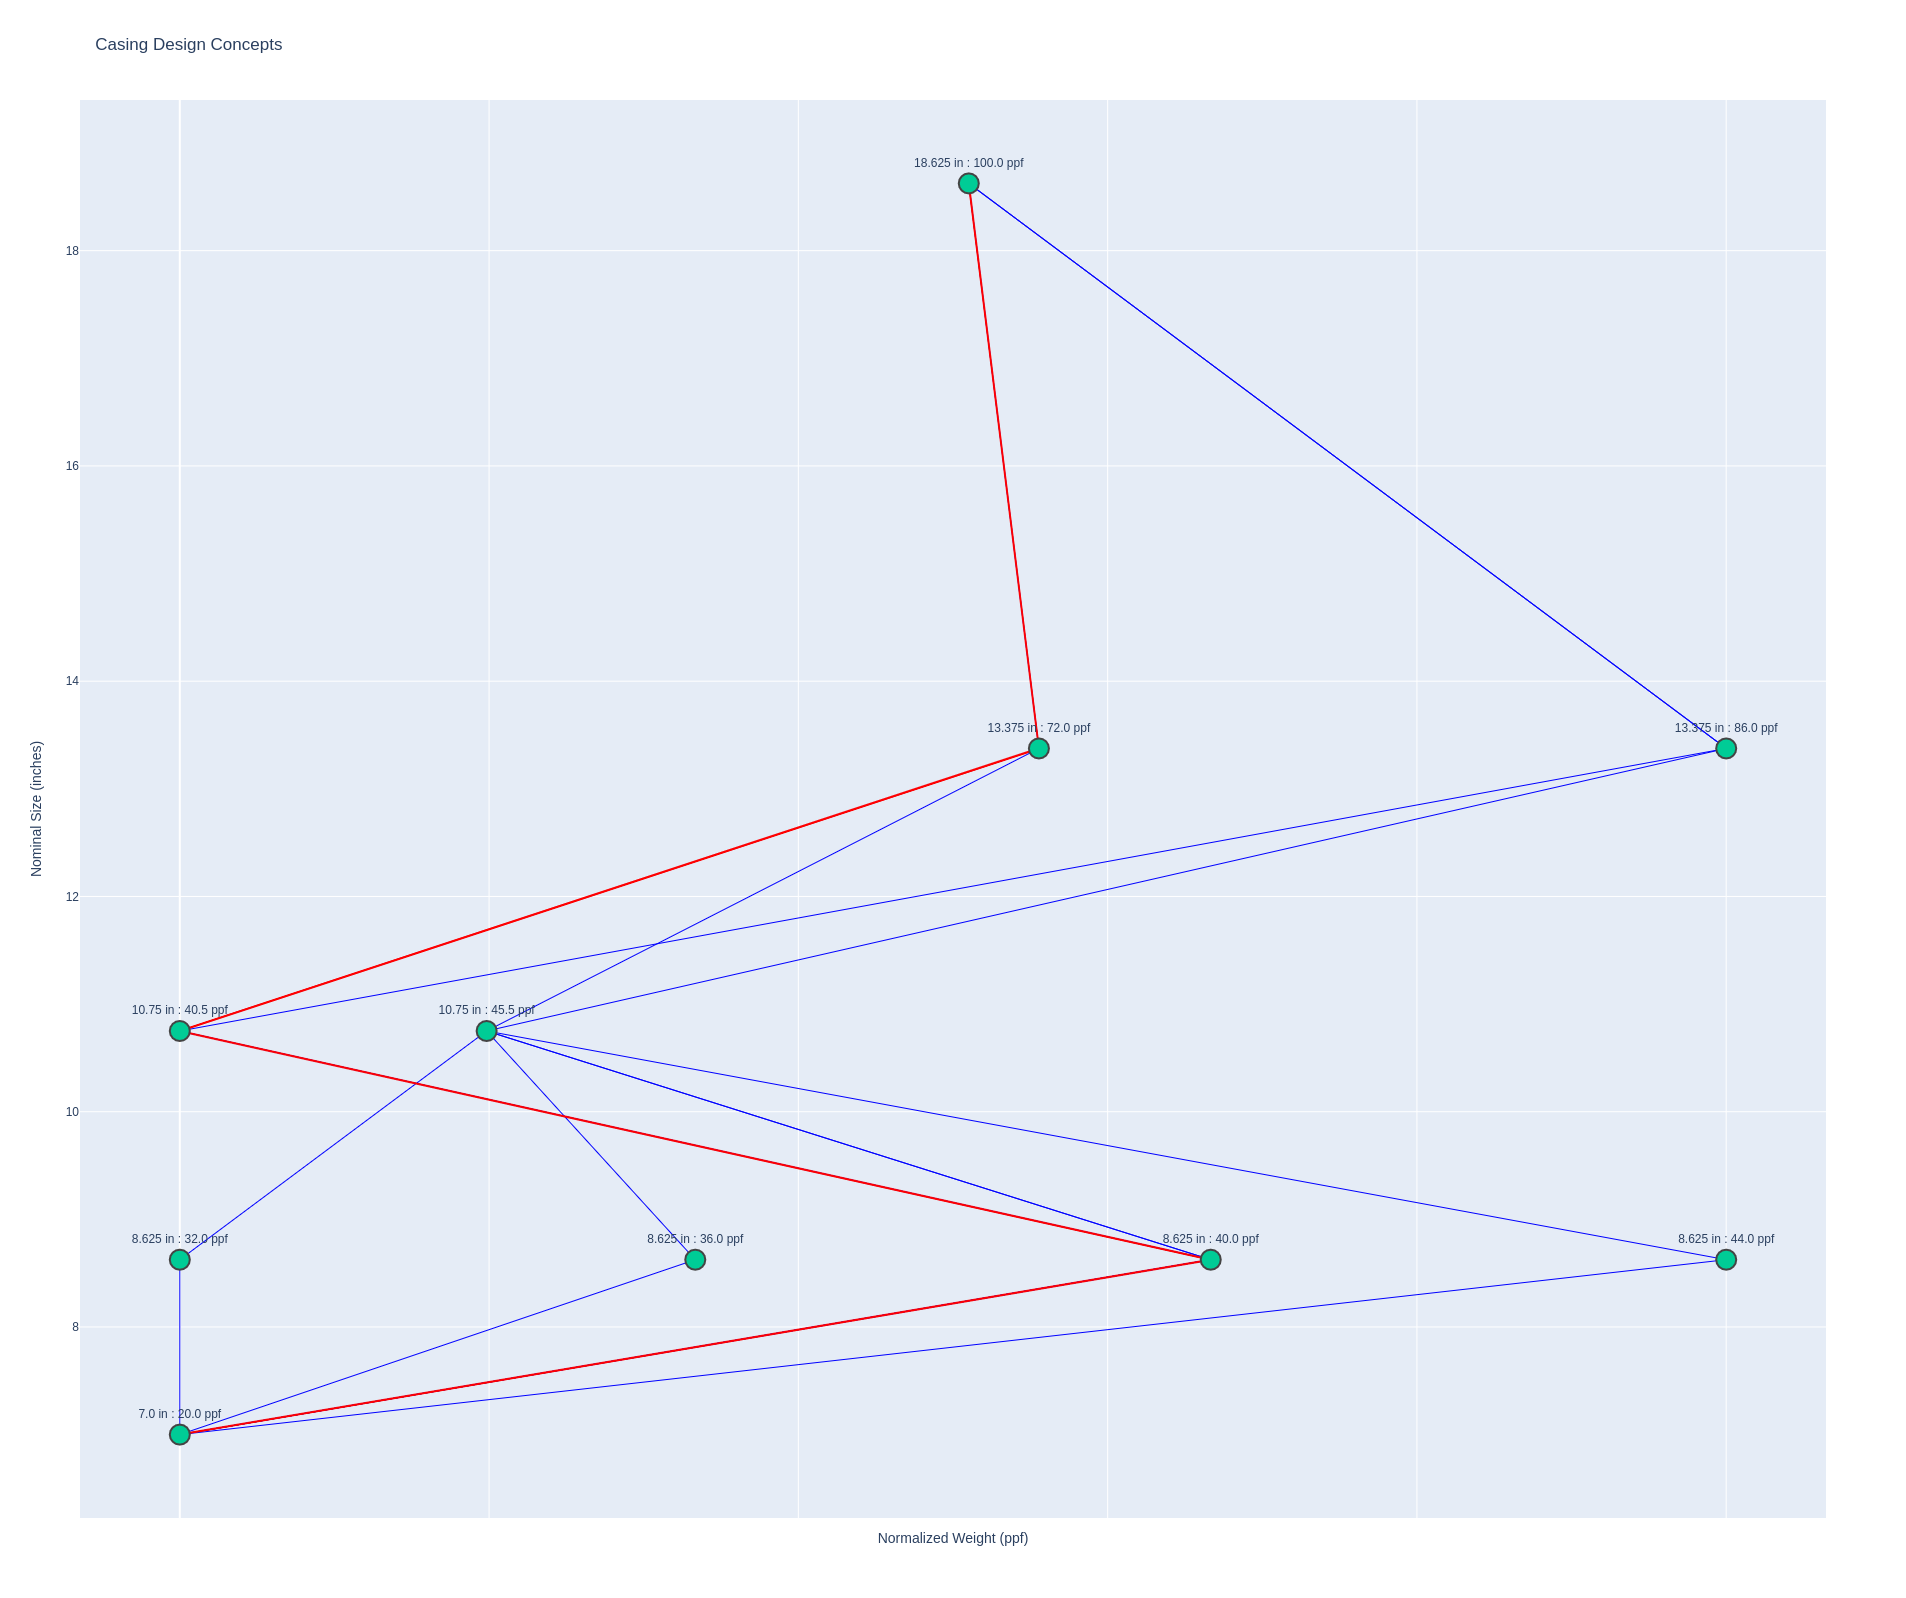 Casing Design Concepts
18.625 in : 100.0 ppf
18
16
14
13.375 in : 72.0 ppf
13.375 in : 86.0 ppf
Nominal Size (inches)
12
10.75 in : 40.5 ppf
10.75 in : 45.5 ppf
10
8.625 in : 32.0 ppf
8.625 in : 36.0 ppf
8.625 in : 40.0 ppf
8.625 in : 44.0 ppf
8
7.0 in : 20.0 ppf
Normalized Weight (ppf)